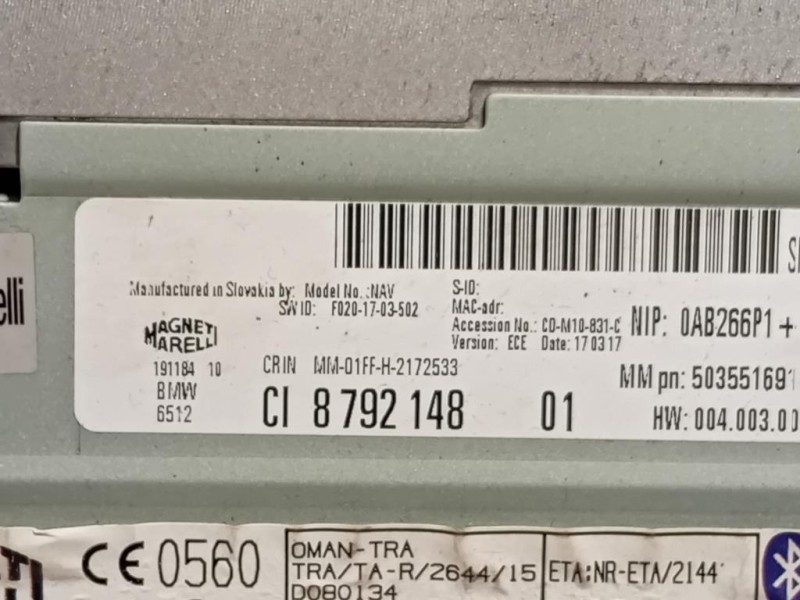 elli
Manufactured in Slovakia by: Model No.:NAV
S-ID:
SW ID: F020-17-03-502
MAC-adr:
Accession No.: CD-M10-831-C
Version: ECE Date: 17 03 17
NIP: 0AB266P1+
MAGNETI
MARELLI
191184 10
BMW
6512
CRIN MM-01FF-H-2172533
CI 8 792 148 01
MM pn: 50355169
HW: 004.003.00
CE 0560
OMAN-TRA
TRA/TA-R/2644/15
D080134
ETA:NR-ETA/2144